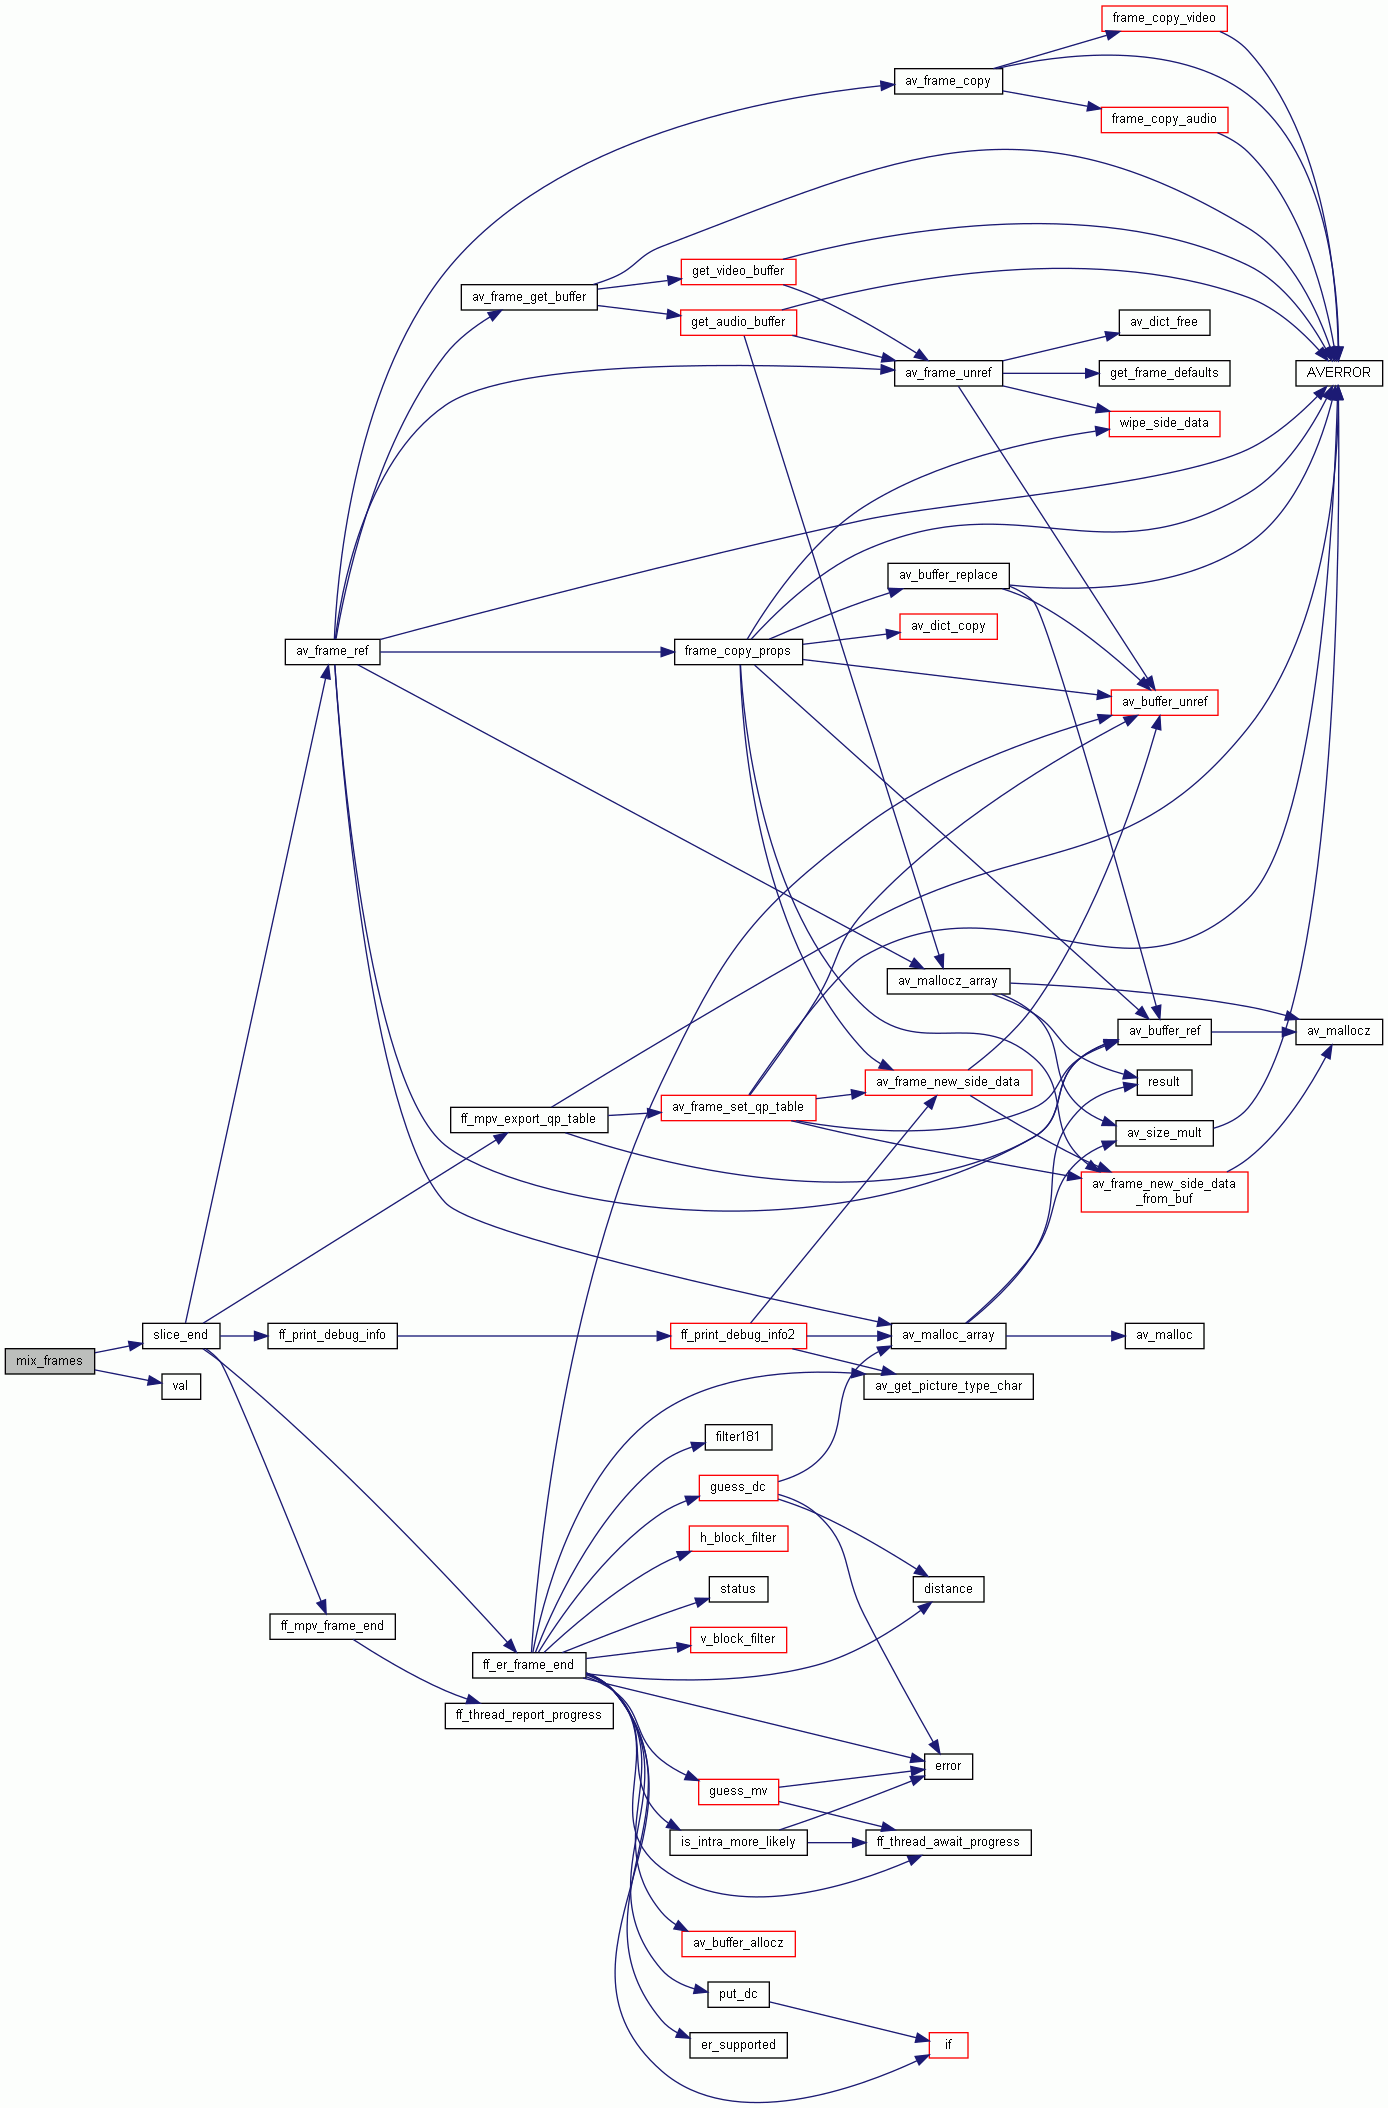 frame_copy_video
av_frame_copy
frame_copy_audio
get_video_buffer
av_frame_get_buffer
get_audio_buffer
av_dict_free
av_frame_unref
get_frame_defaults
AVERROR
wipe_side_data
av_buffer_replace
av_dict_copy
av_frame_ref
frame_copy_props
av_buffer_unref
av_mallocz_array
av_buffer_ref
av_mallocz
av_frame_new_side_data
result
av_frame_set_qp_table
ff_mpv_export_qp_table
av_size_mult
av_frame_new_side_data
_from_buf
slice_end
ff_print_debug_info
ff_print_debug_info2
av_malloc_array
av_malloc
mix_frames
val
av_get_picture_type_char
filter181
guess_dc
h_block_filter
status
distance
ff_mpv_frame_end
v_block_filter
ff_er_frame_end
ff_thread_report_progress
error
guess_mv
is_intra_more_likely
ff_thread_await_progress
av_buffer_allocz
put_dc
er_supported
if